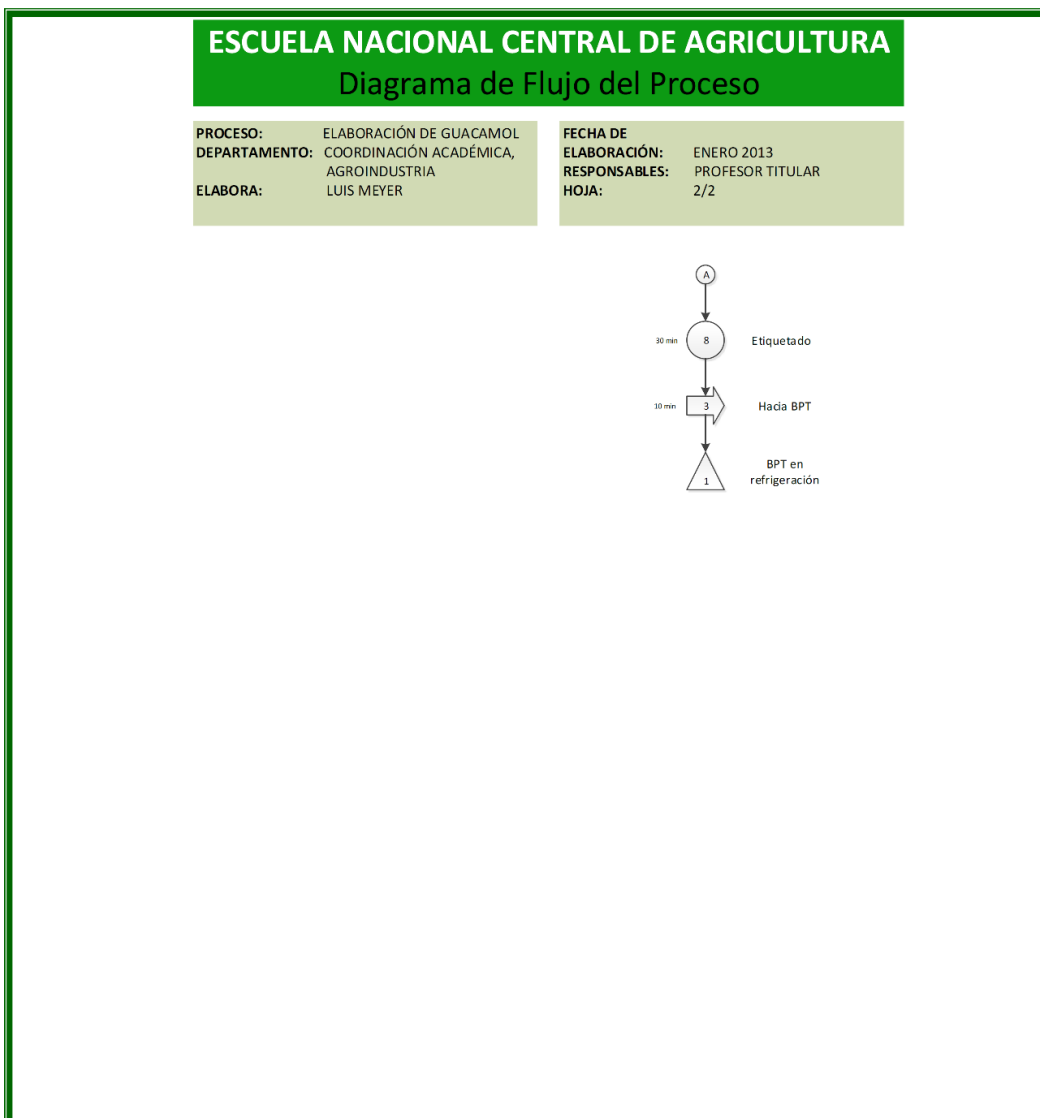 ESCUELA NACIONAL CENTRAL DE AGRICULTURA
Diagrama de Flujo del Proceso
PROCESO: ELABORACIÓN DE GUACAMOL
DEPARTAMENTO: COORDINACIÓN ACADÉMICA,
AGROINDUSTRIA
ELABORA: LUIS MEYER
FECHA DE
ELABORACIÓN: ENERO 2013
RESPONSABLES: PROFESOR TITULAR
HOJA: 2/2
A
30 min 8 Etiquetado
10 min 3 Hacia BPT
1 BPT en
refrigeración